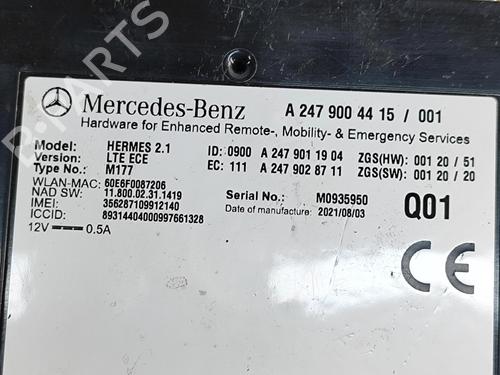 B-PARTS
Mercedes-Benz A 247 900 44 15 / 001
Hardware for Enhanced Remote-, Mobility- & Emergency Services
Model: HERMES 2.1 ID: 0900 A 247 901 19 04 ZGS(HW): 001 20 / 51
Version: LTE ECE EC: 111 A 247 902 87 11 ZGS(SW): 001 20 / 20
Type No.: M177
WLAN-MAC: 60E6F0087206
NAD SW: 11.800.02.31.1419 Serial No.: M0935950 Q01
IMEI: 356287109912140 Date of manufacture: 2021/08/03
ICCID: 89314404000997661328
12V 0.5A
CE